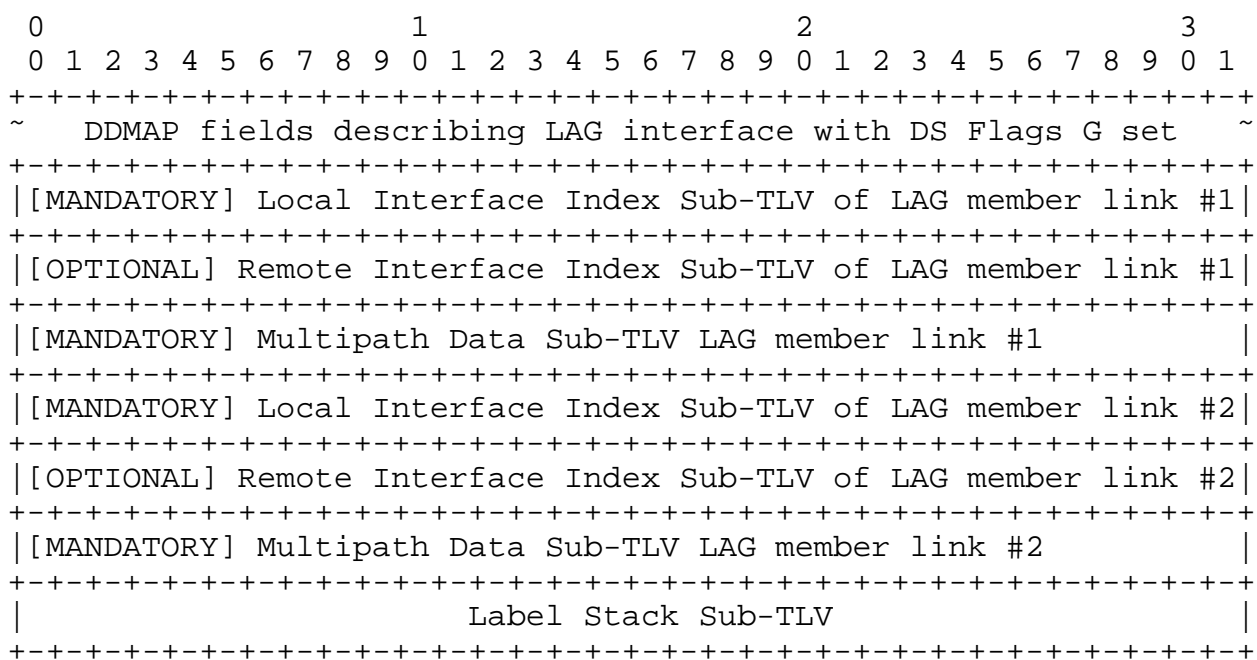 0                   1                   2                   3
 0 1 2 3 4 5 6 7 8 9 0 1 2 3 4 5 6 7 8 9 0 1 2 3 4 5 6 7 8 9 0 1
+-+-+-+-+-+-+-+-+-+-+-+-+-+-+-+-+-+-+-+-+-+-+-+-+-+-+-+-+-+-+-+-+
~   DDMAP fields describing LAG interface with DS Flags G set   ~
+-+-+-+-+-+-+-+-+-+-+-+-+-+-+-+-+-+-+-+-+-+-+-+-+-+-+-+-+-+-+-+-+
|[MANDATORY] Local Interface Index Sub-TLV of LAG member link #1|
+-+-+-+-+-+-+-+-+-+-+-+-+-+-+-+-+-+-+-+-+-+-+-+-+-+-+-+-+-+-+-+-+
|[OPTIONAL] Remote Interface Index Sub-TLV of LAG member link #1|
+-+-+-+-+-+-+-+-+-+-+-+-+-+-+-+-+-+-+-+-+-+-+-+-+-+-+-+-+-+-+-+-+
|[MANDATORY] Multipath Data Sub-TLV LAG member link #1          |
+-+-+-+-+-+-+-+-+-+-+-+-+-+-+-+-+-+-+-+-+-+-+-+-+-+-+-+-+-+-+-+-+
|[MANDATORY] Local Interface Index Sub-TLV of LAG member link #2|
+-+-+-+-+-+-+-+-+-+-+-+-+-+-+-+-+-+-+-+-+-+-+-+-+-+-+-+-+-+-+-+-+
|[OPTIONAL] Remote Interface Index Sub-TLV of LAG member link #2|
+-+-+-+-+-+-+-+-+-+-+-+-+-+-+-+-+-+-+-+-+-+-+-+-+-+-+-+-+-+-+-+-+
|[MANDATORY] Multipath Data Sub-TLV LAG member link #2          |
+-+-+-+-+-+-+-+-+-+-+-+-+-+-+-+-+-+-+-+-+-+-+-+-+-+-+-+-+-+-+-+-+
|                       Label Stack Sub-TLV                     |
+-+-+-+-+-+-+-+-+-+-+-+-+-+-+-+-+-+-+-+-+-+-+-+-+-+-+-+-+-+-+-+-+